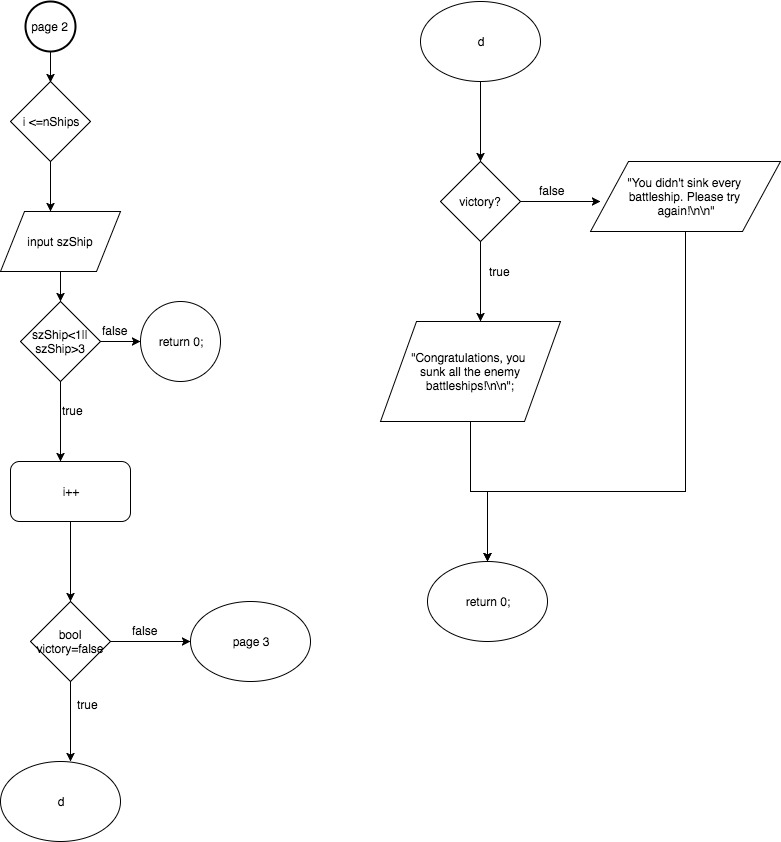 page 2
i <=nShips
input szShip
szShip<1||
szShip>3
false
return 0;
true
i++
bool
victory=false
false
page 3
true
d
d
victory?
false
"You didn't sink every
battleship. Please try
again!\n\n"
true
"Congratulations, you
sunk all the enemy
battleships!\n\n";
return 0;